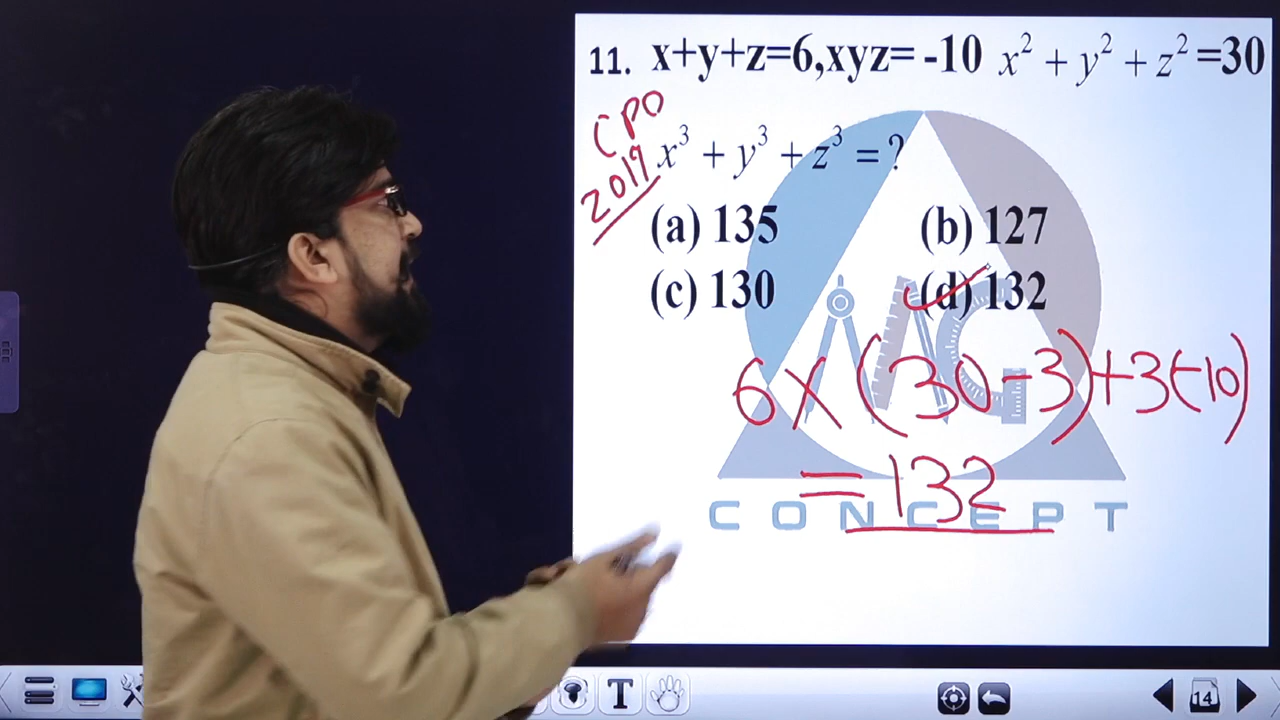 11. x+y+z=6,xyz= -10 x² + y² + z² =30
CPO
2019
x³ + y³ + z³ = ?
(a) 135 (b) 127
(c) 130 (d) 132
6 × (30-3)+3(-10)
= 132
CONCEPT
T
14